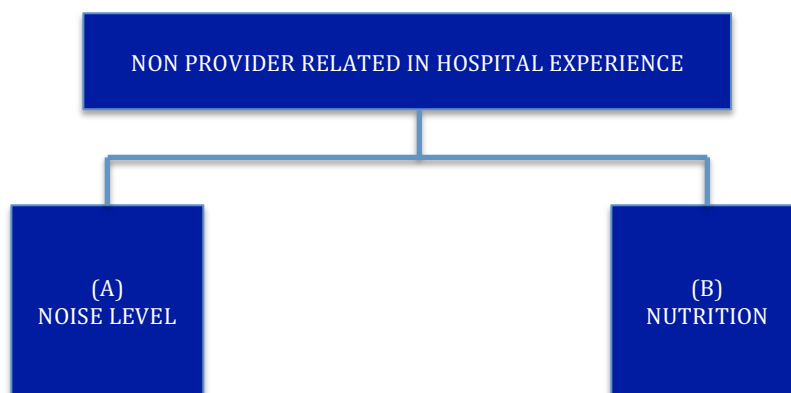 NON PROVIDER RELATED IN HOSPITAL EXPERIENCE
(A)
NOISE LEVEL
(B)
NUTRITION